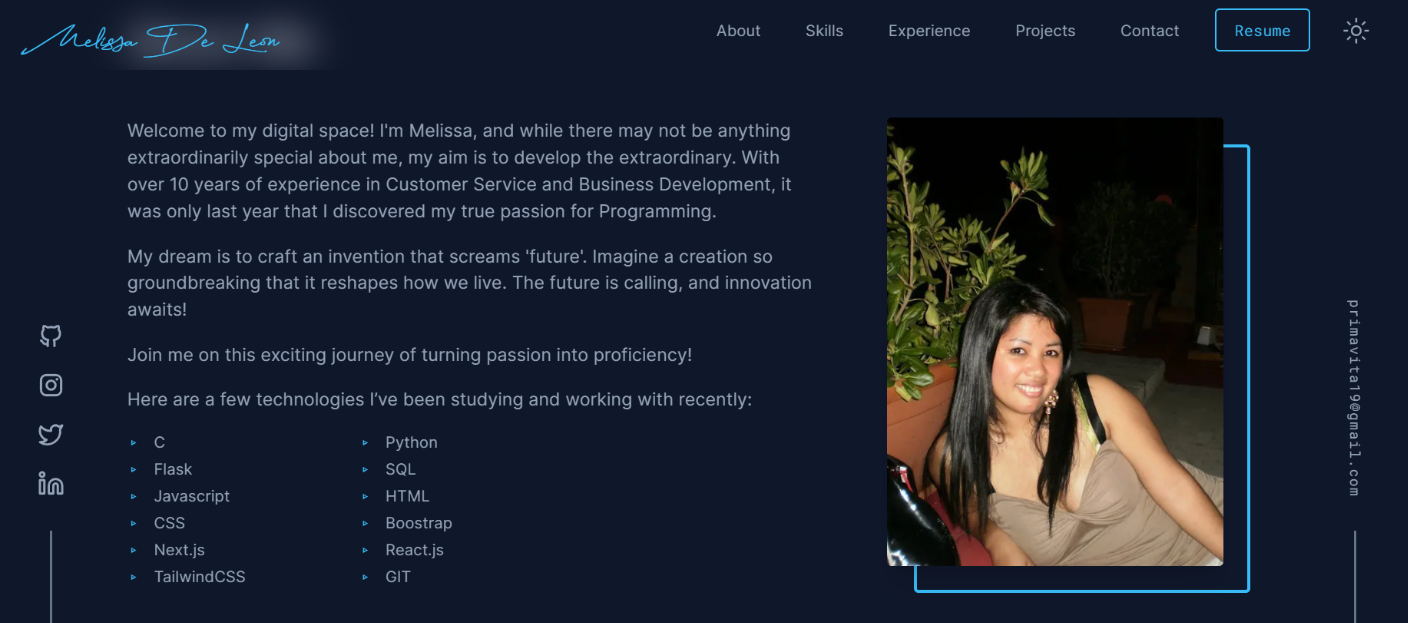 Melissa De Leon
About Skills Experience Projects Contact Resume
Welcome to my digital space! I'm Melissa, and while there may not be anything
extraordinarily special about me, my aim is to develop the extraordinary. With
over 10 years of experience in Customer Service and Business Development, it
was only last year that I discovered my true passion for Programming.
My dream is to craft an invention that screams 'future'. Imagine a creation so
groundbreaking that it reshapes how we live. The future is calling, and innovation
awaits!
Join me on this exciting journey of turning passion into proficiency!
Here are a few technologies I’ve been studying and working with recently:
C
Python
Flask
SQL
Javascript
HTML
CSS
Boostrap
Next.js
React.js
TailwindCSS
GIT
primavita19@gmail.com